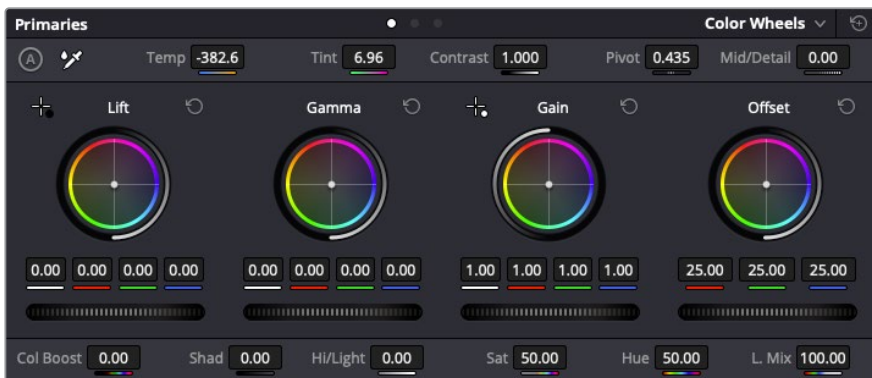 Primaries Color Wheels
A Temp -382.6 Tint 6.96 Contrast 1.000 Pivot 0.435 Mid/Detail 0.00
Lift Gamma Gain Offset
0.00 0.00 0.00 0.00 0.00 0.00 0.00 0.00 1.00 1.00 1.00 1.00 25.00 25.00 25.00
Col Boost 0.00 Shad 0.00 Hi/Light 0.00 Sat 50.00 Hue 50.00 L. Mix 100.00